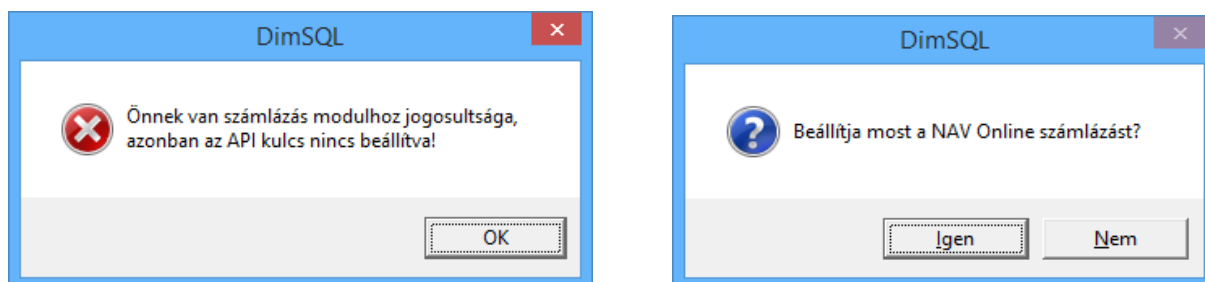 DimSQL
Önnek van számlázás modulhoz jogosultsága,
azonban az API kulcs nincs beállítva!
OK
DimSQL
Beállítja most a NAV Online számlázást?
Igen
Nem